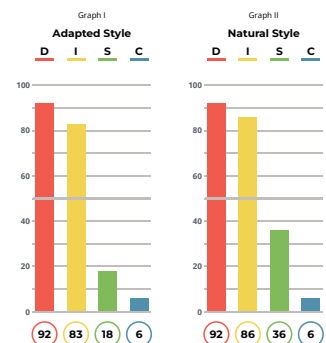 Graph I
Adapted Style
D I S C
100
80
60
40
20
0
92 83 18 6
Graph II
Natural Style
D I S C
100
80
60
40
20
0
92 86 36 6